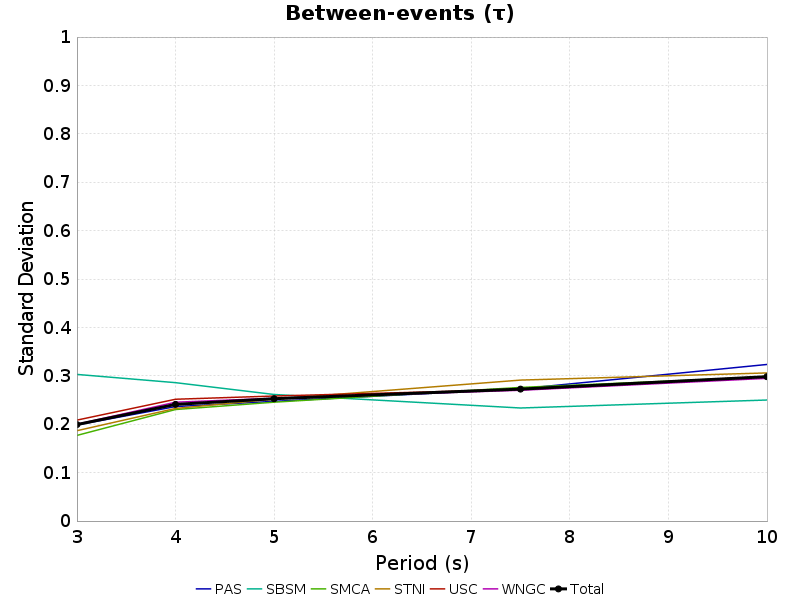 Between-events (τ)
1
0.9
0.8
0.7
0.6
0.5
0.4
0.3
0.2
0.1
0
Standard Deviation
3 4 5 6 7 8 9 10
Period (s)
PAS SBSM SMCA STNI USC WNGC Total